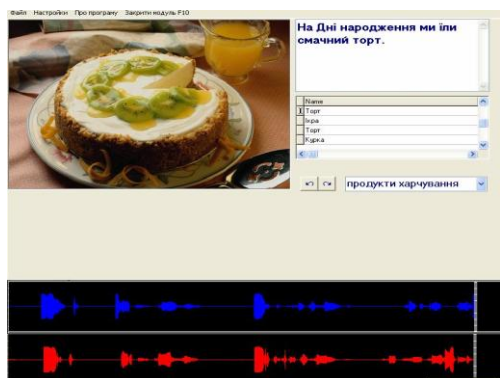 Файл Настройки Про програму Закрити модуль F10
На Дні народження ми їли
смачний торт.
Name
Торт
Ікра
Торт
Курка
продукти харчування